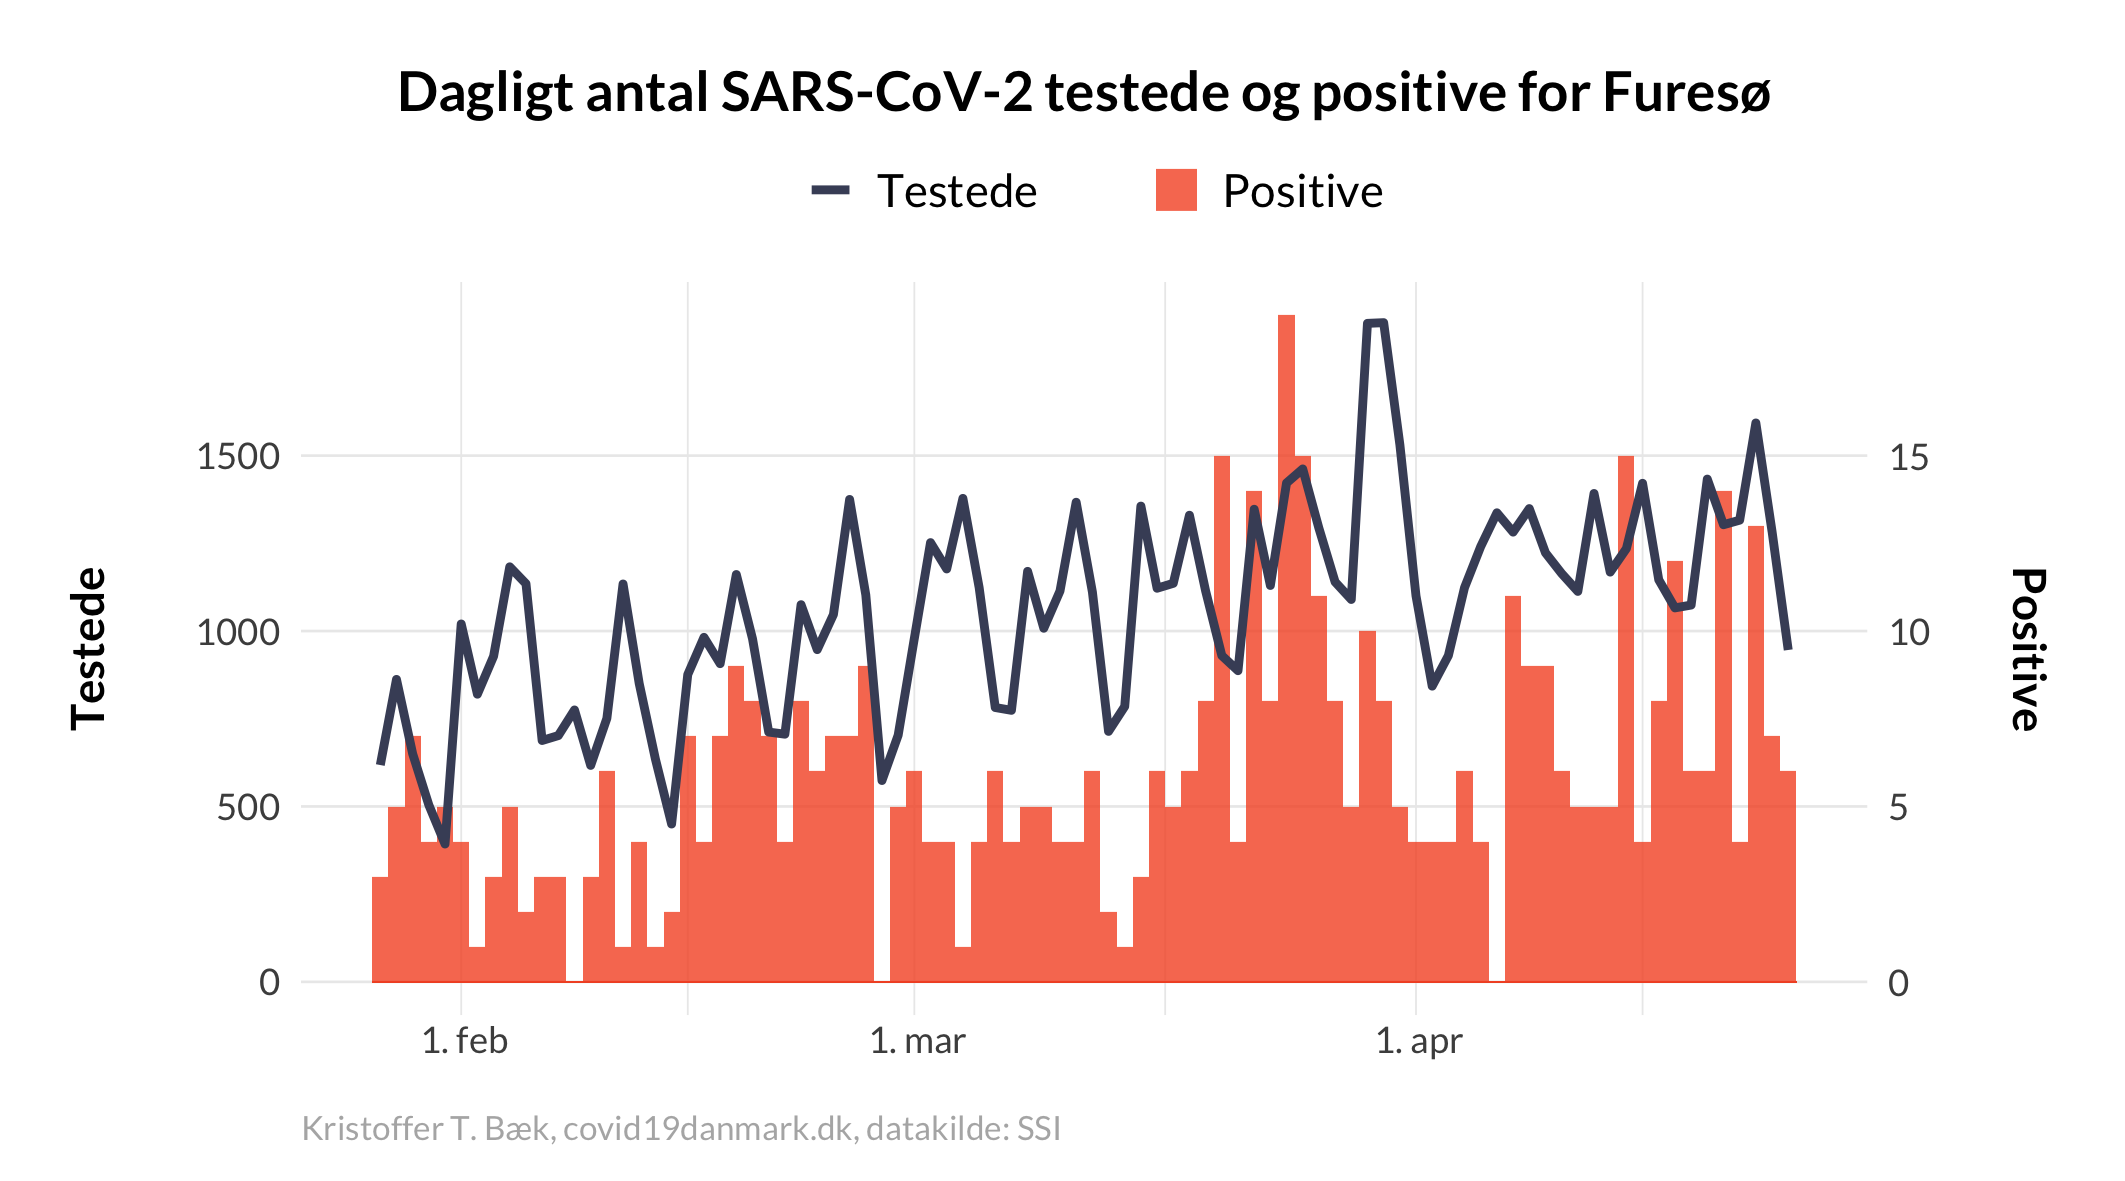 Dagligt antal SARS-CoV-2 testede og positive for Furesø
Testede
Positive
1500
1000
500
0
15
10
5
0
Testede
Positive
1. feb
1. mar
1. apr
Kristoffer T. Bæk, covid19danmark.dk, datakilde: SSI